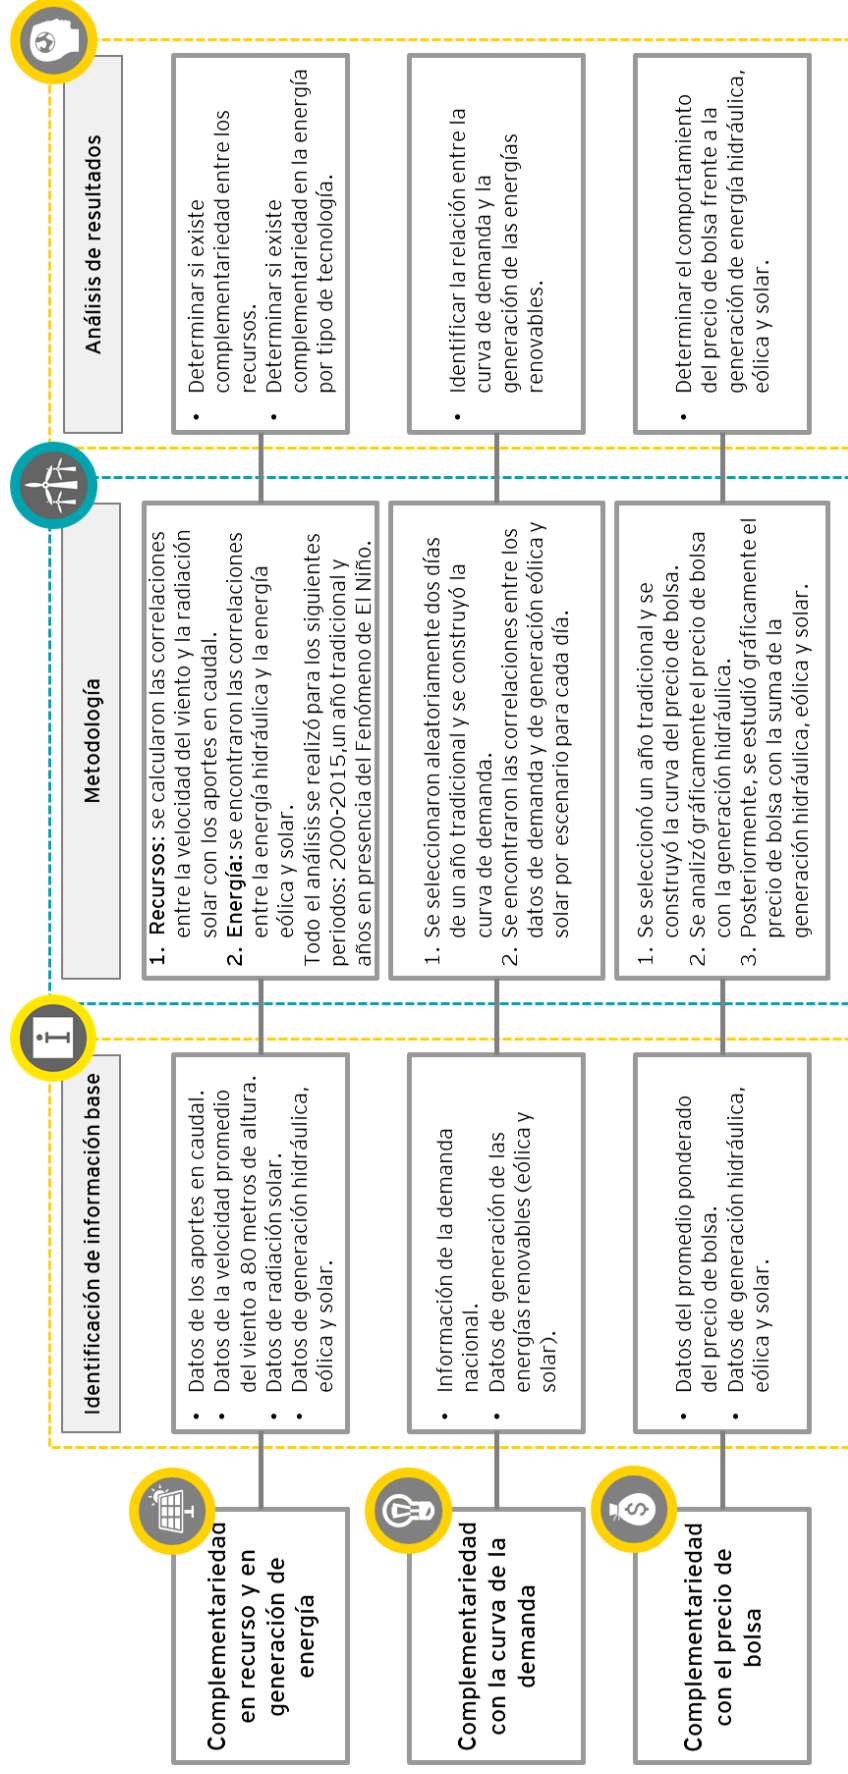 Identificación de información base
Metodología
Análisis de resultados
Complementariedad
en recurso y en
generación de
energía
• Datos de los aportes en caudal.
• Datos de la velocidad promedio
del viento a 80 metros de altura.
• Datos de radiación solar.
• Datos de generación hidráulica,
eólica y solar.
1. Recursos: se calcularon las correlaciones
entre la velocidad del viento y la radiación
solar con los aportes en caudal.
2. Energía: se encontraron las correlaciones
entre la energía hidráulica y la energía
eólica y solar.
Todo el análisis se realizó para los siguientes
periodos: 2000-2015,un año tradicional y
años en presencia del Fenómeno de El Niño.
• Determinar si existe
complementariedad entre los
recursos.
• Determinar si existe
complementariedad en la energía
por tipo de tecnología.
Complementariedad
con la curva de la
demanda
• Información de la demanda
nacional.
• Datos de generación de las
energías renovables (eólica y
solar).
1. Se seleccionaron aleatoriamente dos días
de un año tradicional y se construyó la
curva de demanda.
2. Se encontraron las correlaciones entre los
datos de demanda y de generación eólica y
solar por escenario para cada día.
• Identificar la relación entre la
curva de demanda y la
generación de las energías
renovables.
Complementariedad
con el precio de
bolsa
• Datos del promedio ponderado
del precio de bolsa.
• Datos de generación hidráulica,
eólica y solar.
1. Se seleccionó un año tradicional y se
construyó la curva del precio de bolsa.
2. Se analizó gráficamente el precio de bolsa
con la generación hidráulica.
3. Posteriormente, se estudió gráficamente el
precio de bolsa con la suma de la
generación hidráulica, eólica y solar.
• Determinar el comportamiento
del precio de bolsa frente a la
generación de energía hidráulica,
eólica y solar.